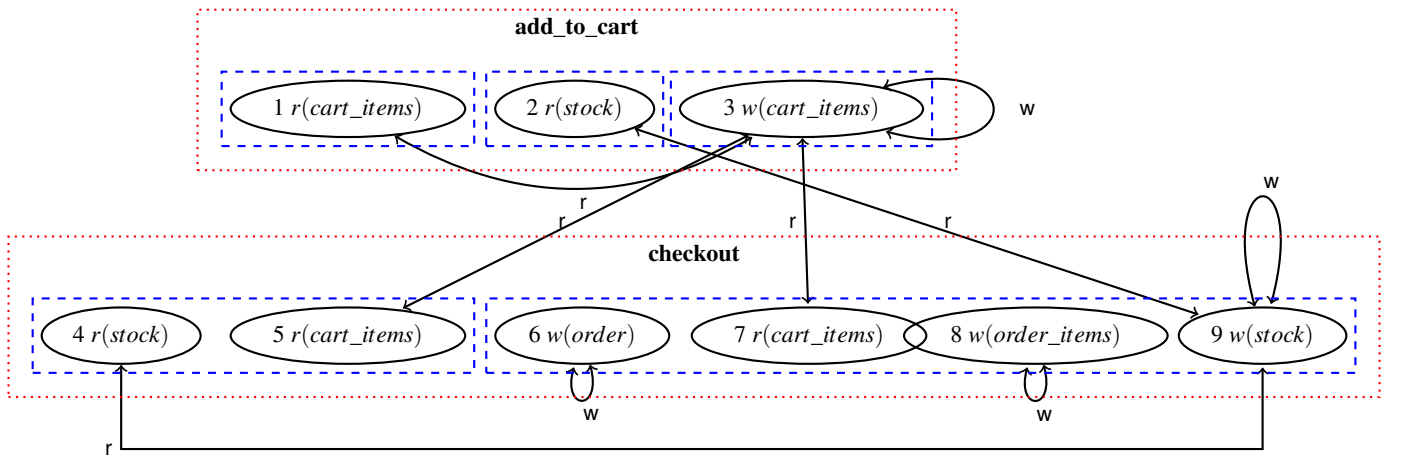 add_to_cart
1 r(cart_items)
2 r(stock)
3 w(cart_items)
w
w
r
r
r
r
checkout
4 r(stock)
5 r(cart_items)
6 w(order)
7 r(cart_items)
8 w(order_items)
9 w(stock)
w
w
r